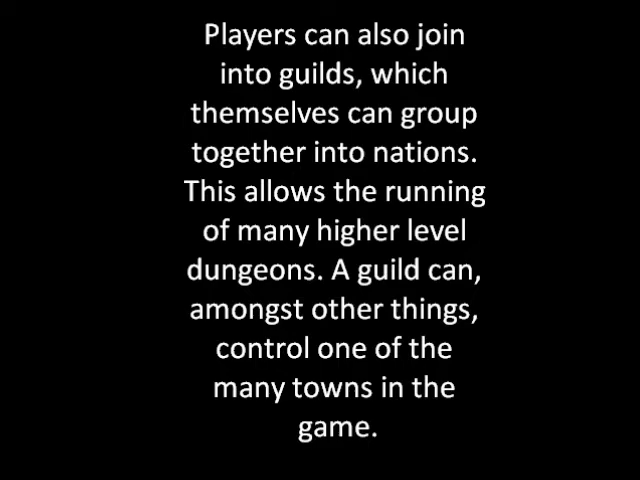 Players can also join
into guilds, which
themselves can group
together into nations.
This allows the running
of many higher level
dungeons. A guild can,
amongst other things,
control one of the
many towns in the
game.